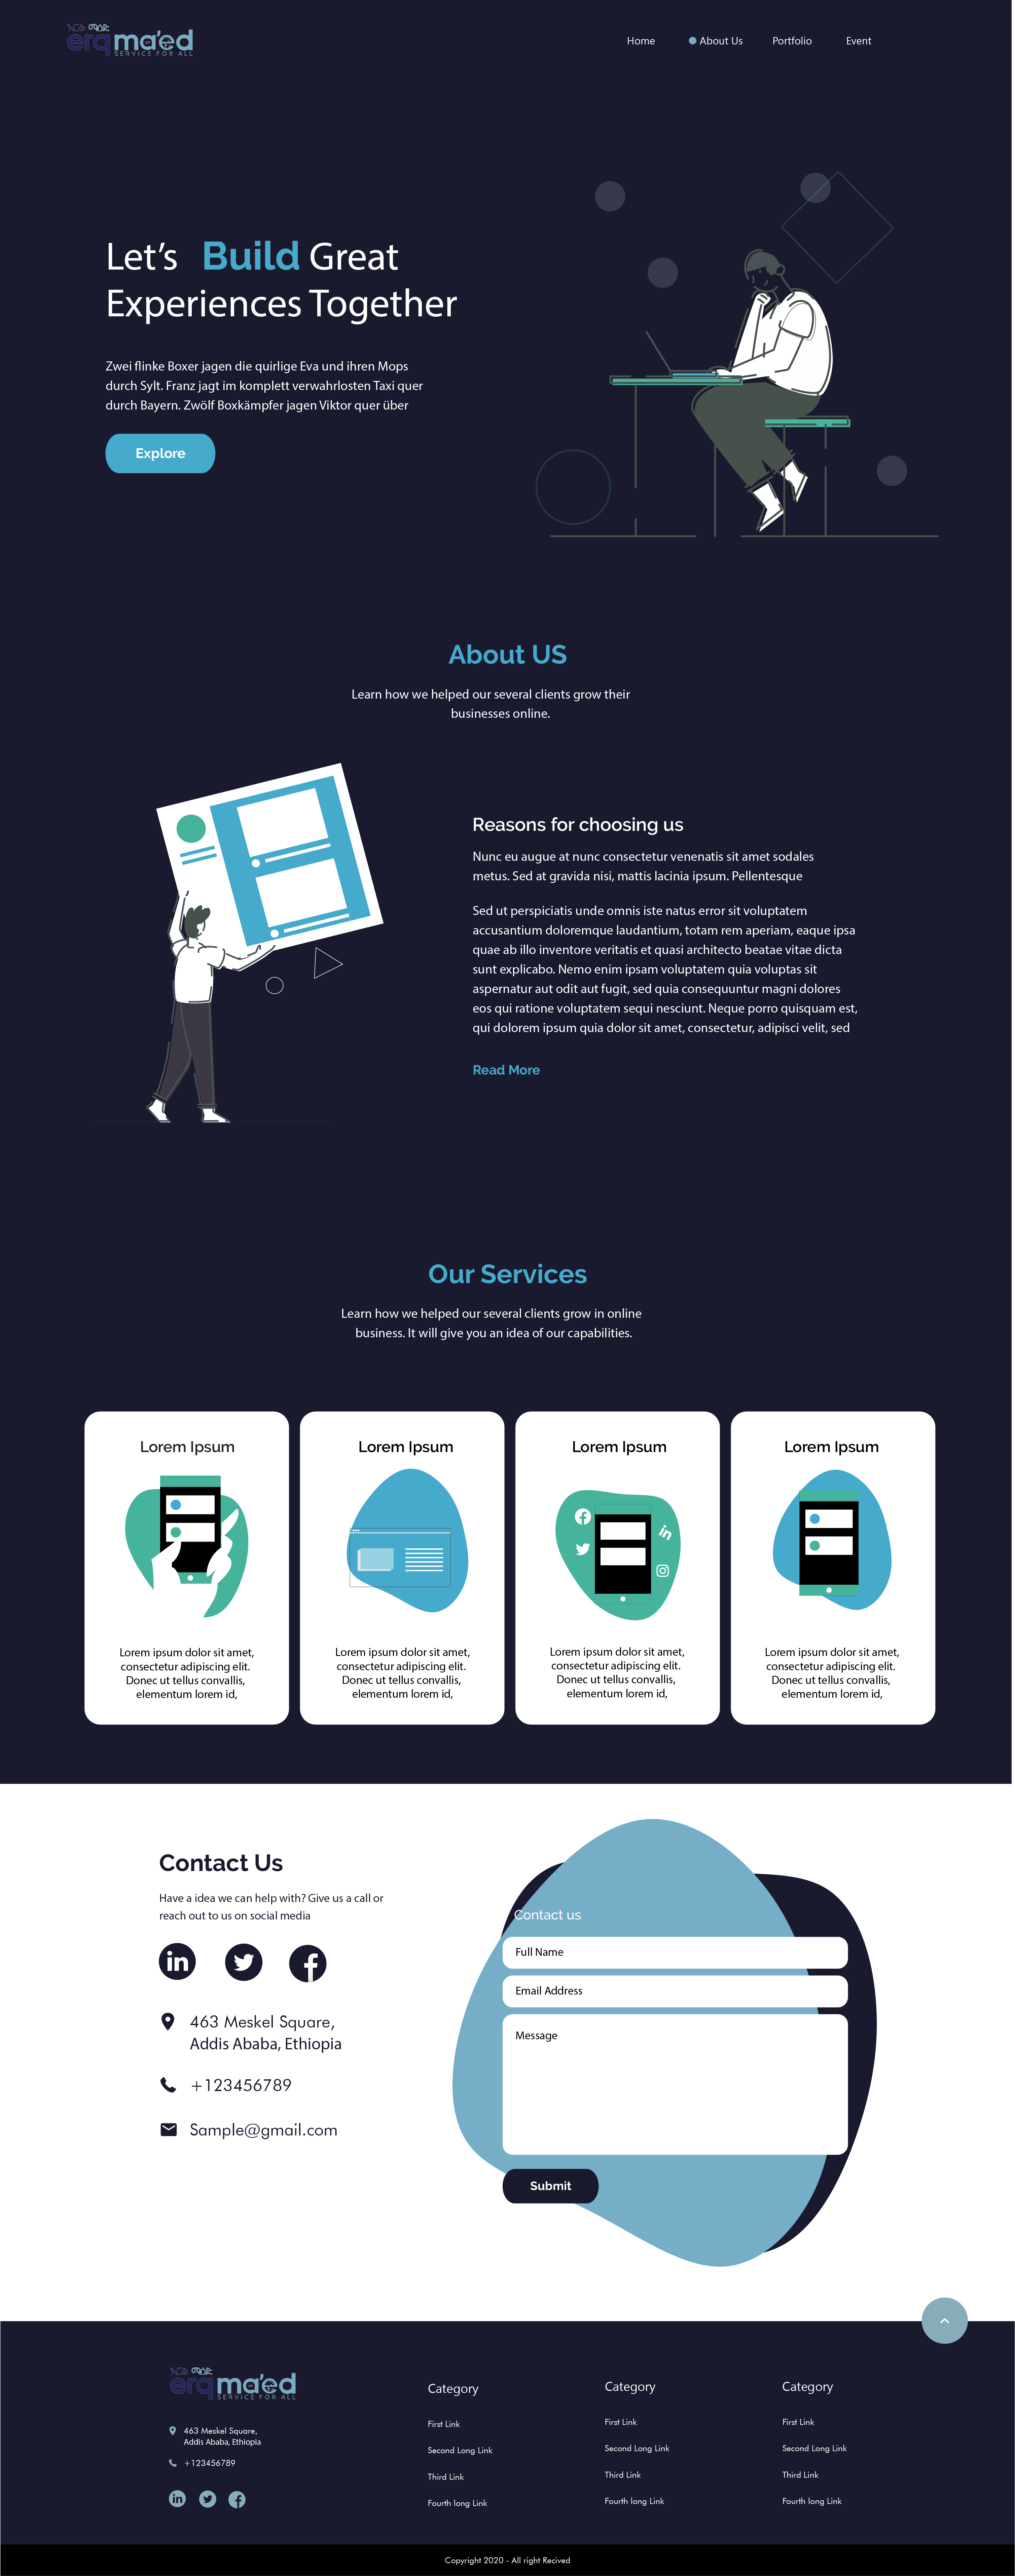 እርቅ ማዕድ
erqma'ed
SERVICE FOR ALL
Home
About Us
Portfolio
Event
Let's Build Great
Experiences Together
Zwei flinke Boxer jagen die quirlige Eva und ihren Mops
durch Sylt. Franz jagt im komplett verwahrlosten Taxi quer
durch Bayern. Zwölf Boxkämpfer jagen Viktor quer über
Explore
About US
Learn how we helped our several clients grow their
businesses online.
Reasons for choosing us
Nunc eu augue at nunc consectetur venenatis sit amet sodales
metus. Sed at gravida nisi, mattis lacinia ipsum. Pellentesque
Sed ut perspiciatis unde omnis iste natus error sit voluptatem
accusantium doloremque laudantium, totam rem aperiam, eaque ipsa
quae ab illo inventore veritatis et quasi architecto beatae vitae dicta
sunt explicabo. Nemo enim ipsam voluptatem quia voluptas sit
aspernatur aut odit aut fugit, sed quia consequuntur magni dolores
eos qui ratione voluptatem sequi nesciunt. Neque porro quisquam est,
qui dolorem ipsum quia dolor sit amet, consectetur, adipisci velit, sed
Read More
Our Services
Learn how we helped our several clients grow in online
business. It will give you an idea of our capabilities.
Lorem Ipsum
Lorem ipsum dolor sit amet,
consectetur adipiscing elit.
Donec ut tellus convallis,
elementum lorem id,
Lorem Ipsum
Lorem ipsum dolor sit amet,
consectetur adipiscing elit.
Donec ut tellus convallis,
elementum lorem id,
Lorem Ipsum
Lorem ipsum dolor sit amet,
consectetur adipiscing elit.
Donec ut tellus convallis,
elementum lorem id,
Lorem Ipsum
Lorem ipsum dolor sit amet,
consectetur adipiscing elit.
Donec ut tellus convallis,
elementum lorem id,
Contact Us
Have a idea we can help with? Give us a call or
reach out to us on social media
463 Meskel Square,
Addis Ababa, Ethiopia
+123456789
Sample@gmail.com
Contact us
Full Name
Email Address
Message
Submit
እርቅ ማዕድ
erqma'ed
SERVICE FOR ALL
463 Meskel Square,
Addis Ababa, Ethiopia
+123456789
Category
First Link
Second Long Link
Third Link
Fourth long Link
Category
First Link
Second Long Link
Third Link
Fourth long Link
Category
First Link
Second Long Link
Third Link
Fourth long Link
Copyright 2020 - All right Recived